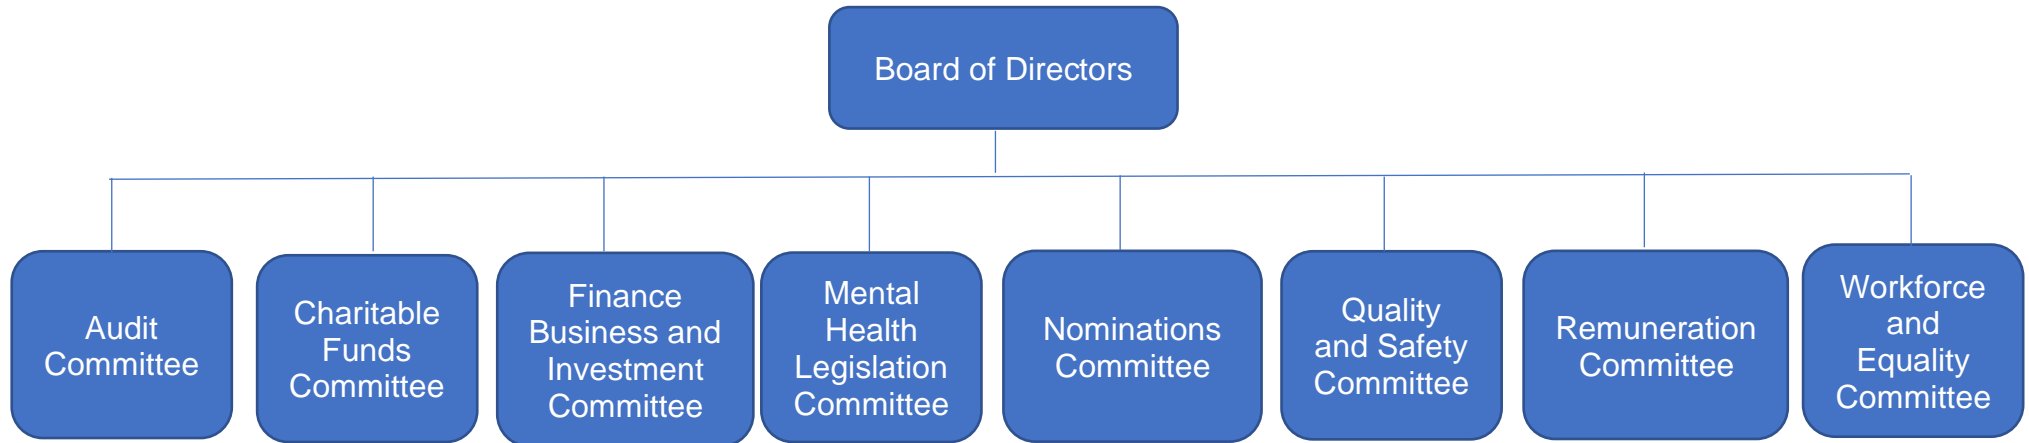 Board of Directors
Audit
Committee
Charitable
Funds
Committee
Finance
Business and
Investment
Committee
Mental
Health
Legislation
Committee
Nominations
Committee
Quality
and Safety
Committee
Remuneration
Committee
Workforce
and
Equality
Committee